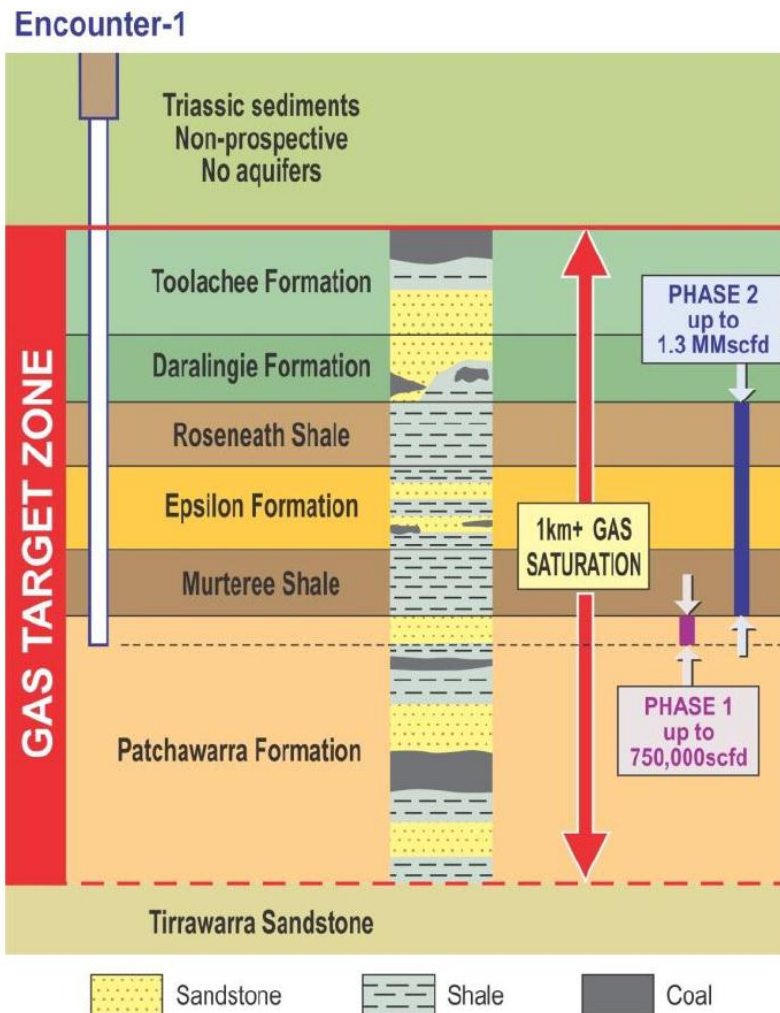 Encounter-1
Triassic sediments
Non-prospective
No aquifers
GAS TARGET ZONE
Toolachee Formation
Daralingie Formation
Roseneath Shale
Epsilon Formation
Murteree Shale
Patchawarra Formation
Tirrawarra Sandstone
1km+ GAS
SATURATION
PHASE 2
up to
1.3 MMscfd
PHASE 1
up to
750,000scfd
Sandstone
Shale
Coal